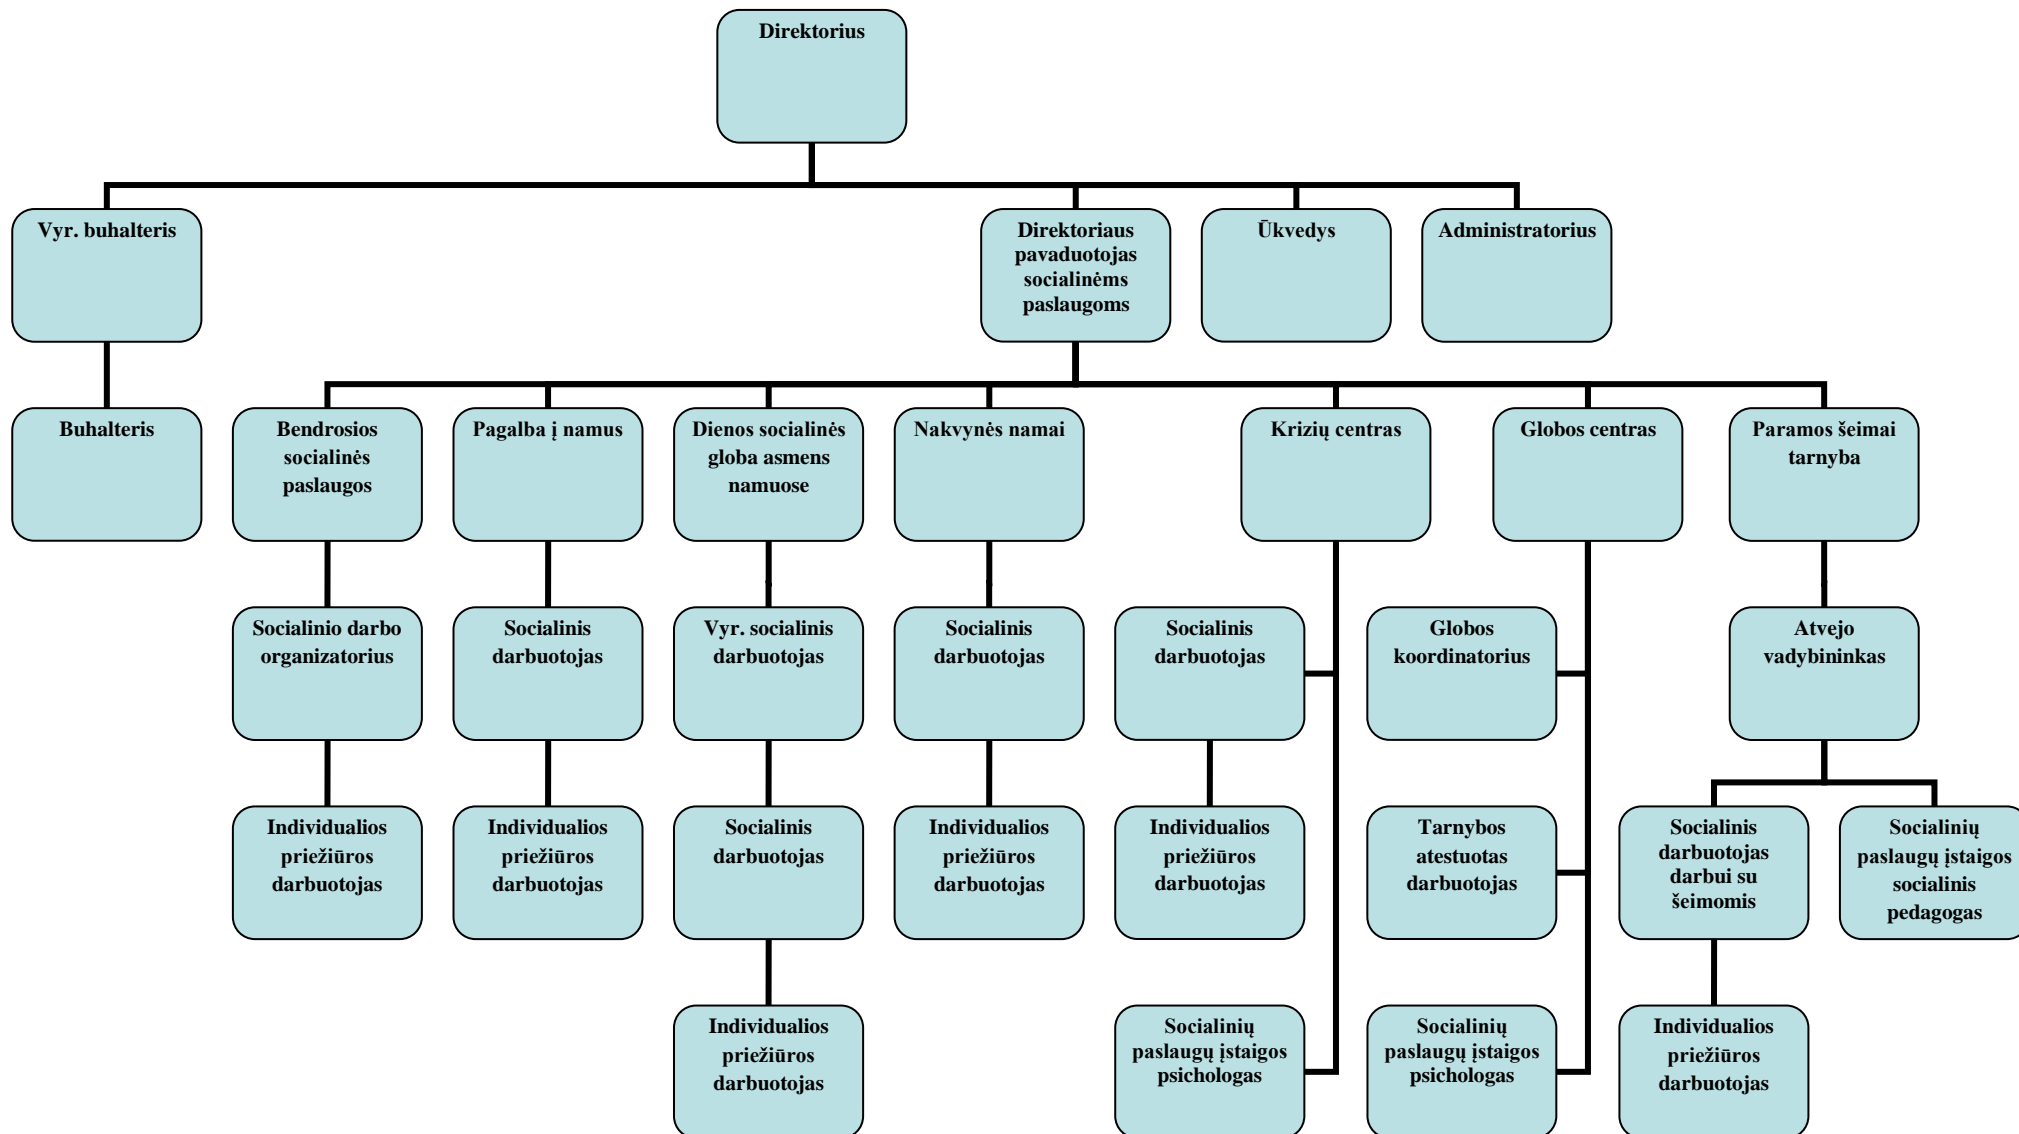 Direktorius
Vyr. buhalteris
Direktoriaus
pavaduotojas
socialinėms
paslaugoms
Ūkvedys
Administratorius
Buhalteris
Bendrosios
socialinės
paslaugos
Pagalba į namus
Dienos socialinės
globa asmens
namuose
Nakvynės namai
Krizių centras
Globos centras
Paramos šeimai
tarnyba
Socialinio darbo
organizatorius
Socialinis
darbuotojas
Vyr. socialinis
darbuotojas
Socialinis
darbuotojas
Socialinis
darbuotojas
Globos
koordinatorius
Atvejo
vadybininkas
Individualios
priežiūros
darbuotojas
Individualios
priežiūros
darbuotojas
Socialinis
darbuotojas
Individualios
priežiūros
darbuotojas
Individualios
priežiūros
darbuotojas
Tarnybos
atestuotas
darbuotojas
Socialinis
darbuotojas
darbui su
šeimomis
Socialinių
paslaugų įstaigos
socialinis
pedagogas
Individualios
priežiūros
darbuotojas
Socialinių
paslaugų įstaigos
psichologas
Socialinių
paslaugų įstaigos
psichologas
Individualios
priežiūros
darbuotojas